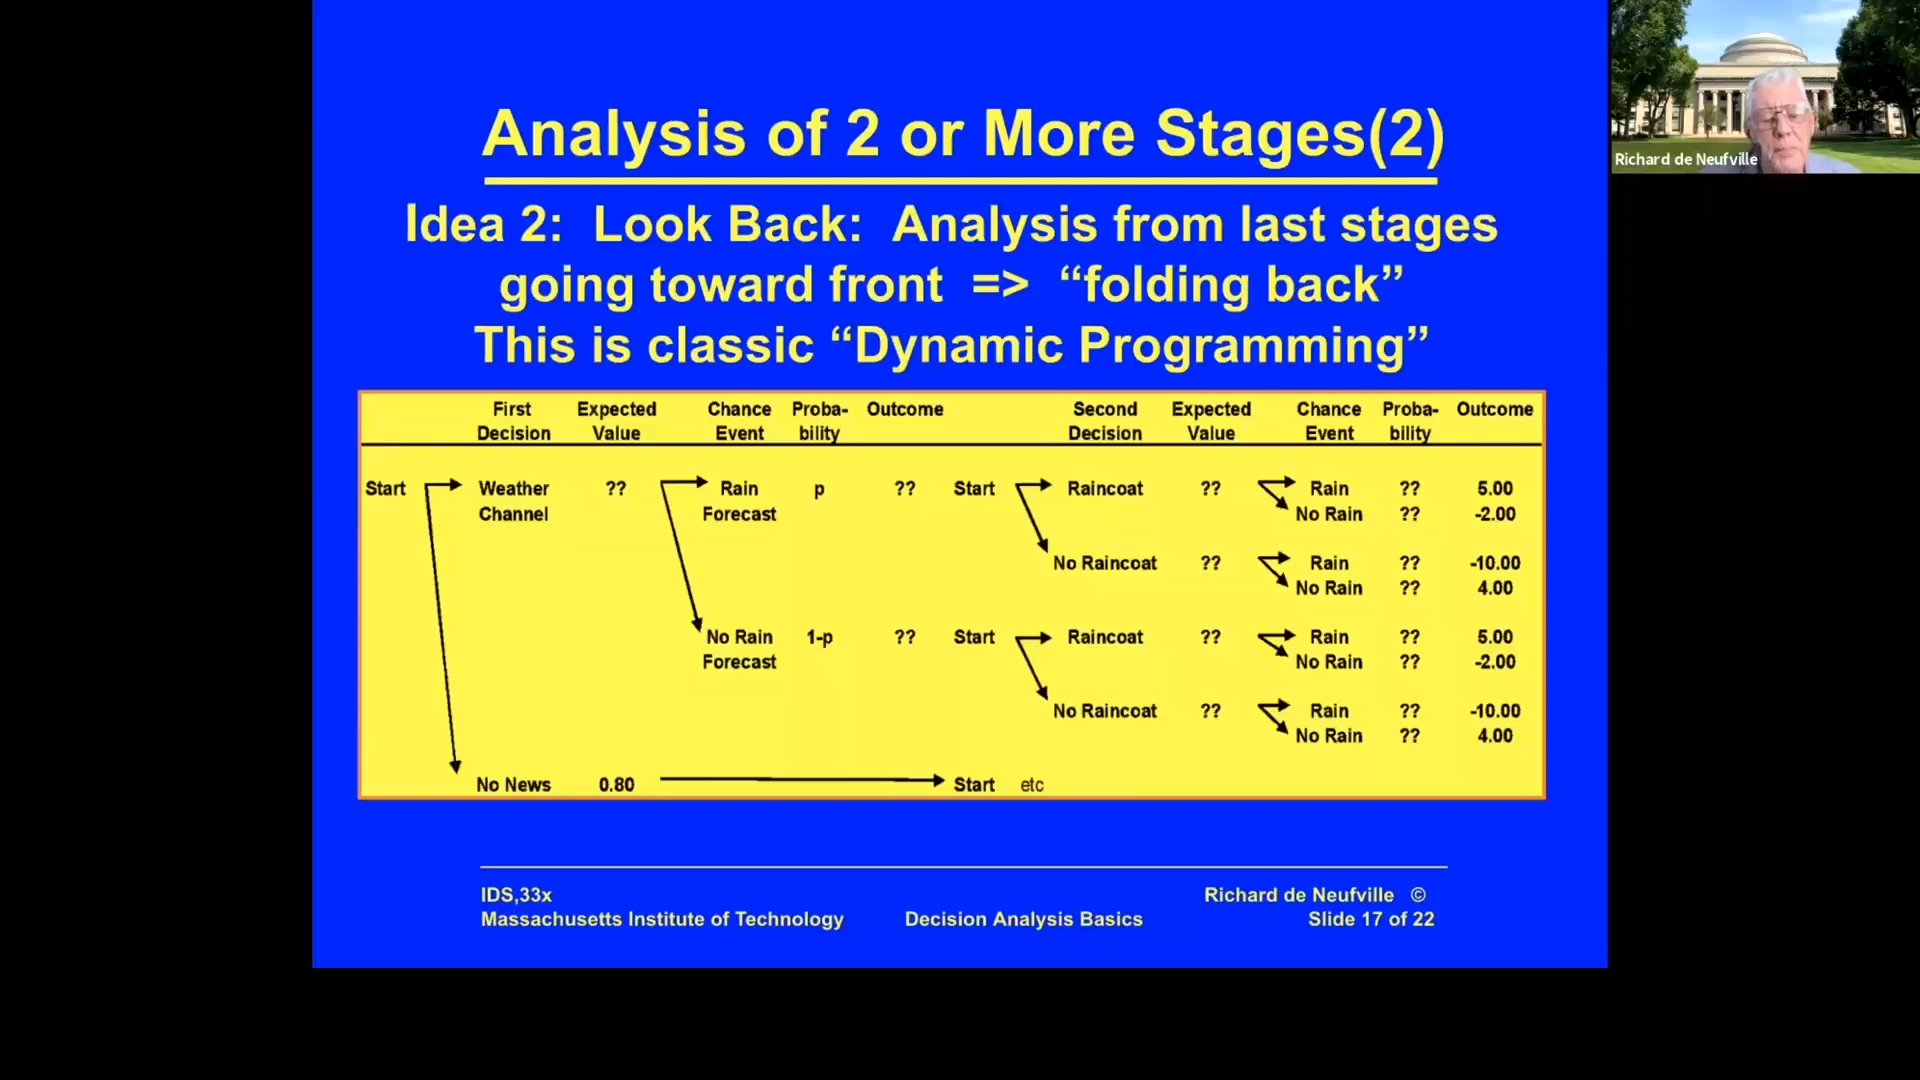 Analysis of 2 or More Stages(2)
Idea 2: Look Back: Analysis from last stages
going toward front => “folding back”
This is classic “Dynamic Programming”
First Expected Chance Proba- Outcome Second Expected Chance Proba- Outcome
Decision Value Event bility Decision Value Event bility
Start Weather ?? Rain p ?? Start Raincoat ?? Rain ?? 5.00
Channel Forecast No Rain ?? -2.00
No Raincoat ?? Rain ?? -10.00
No Rain ?? 4.00
No Rain 1-p ?? Start Raincoat ?? Rain ?? 5.00
Forecast No Rain ?? -2.00
No Raincoat ?? Rain ?? -10.00
No Rain ?? 4.00
No News 0.80 Start etc
IDS,33x Richard de Neufville ©
Massachusetts Institute of Technology Decision Analysis Basics Slide 17 of 22
Richard de Neufville